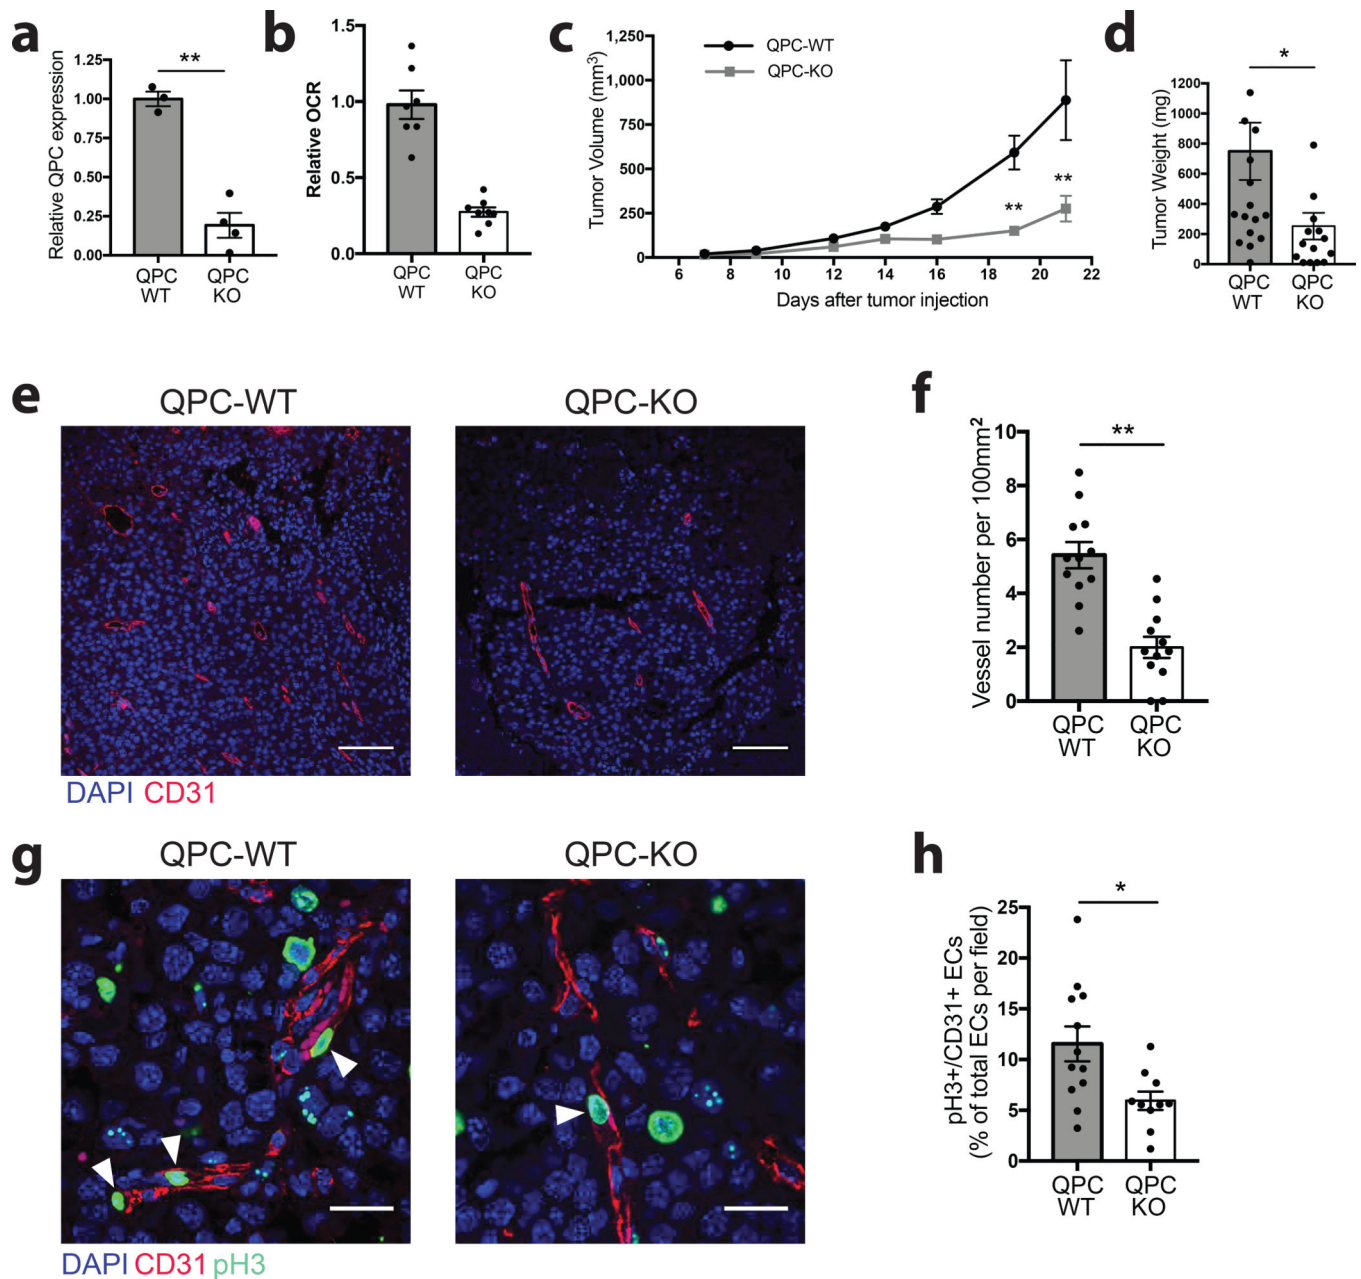 a
Relative QPC expression
1.25
1.00
0.75
0.50
0.25
0.00
**
QPC
WT
QPC
KO
b
Relative OCR
1.5
1.0
0.5
0.0
QPC
WT
QPC
KO
c
Tumor Volume (mm³)
1,250
1,000
750
500
250
0
QPC-WT
QPC-KO
**
**
6 8 10 12 14 16 18 20 22
Days after tumor injection
d
Tumor Weight (mg)
1200
1000
800
600
400
200
0
*
QPC
WT
QPC
KO
e
QPC-WT
QPC-KO
DAPI CD31
f
Vessel number per 100mm²
10
8
6
4
2
0
**
QPC
WT
QPC
KO
g
QPC-WT
QPC-KO
DAPI CD31 pH3
h
pH3+/CD31+ ECs
(% of total ECs per field)
25
20
15
10
5
0
*
QPC
WT
QPC
KO